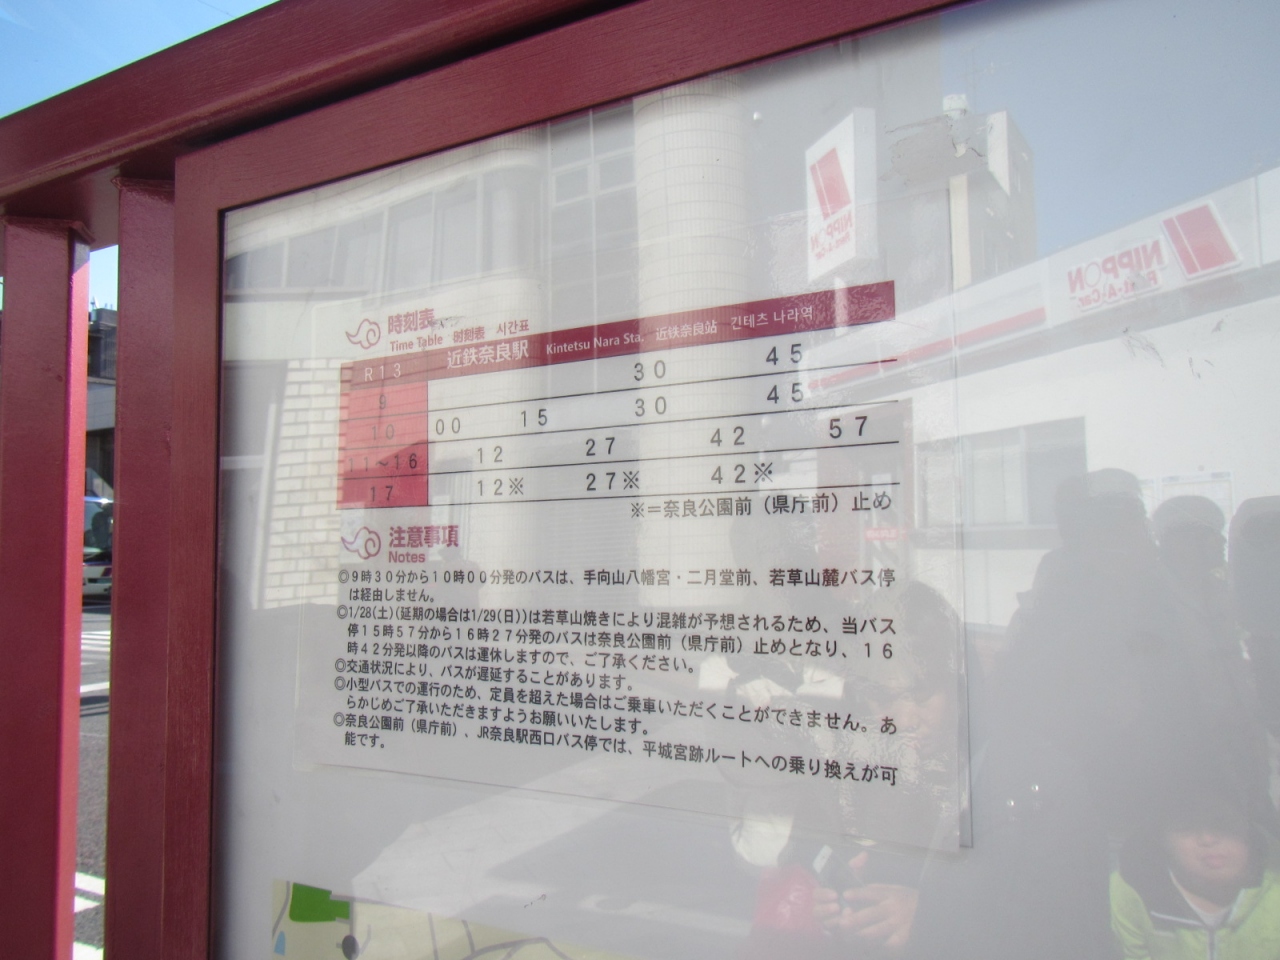 時刻表
Time Table 時刻表 시간표
R13 近鉄奈良駅 Kintetsu Nara Sta. 近鉄奈良站 긴테츠 나라역
9 30 45
10 00 15 30 45
11～16 12 27 42 57
17 12※ 27※ 42※
※＝奈良公園前（県庁前）止め
注意事項
Notes
◎9時30分から10時00分発のバスは、手向山八幡宮・二月堂前、若草山麓バス停
は経由しません。
◎1/28(土)(延期の場合は1/29(日))は若草山焼きにより混雑が予想されるため、当バス
停15時57分から16時27分発のバスは奈良公園前（県庁前）止めとなり、16
時42分発以降のバスは運休しますので、ご了承ください。
◎交通状況により、バスが遅延することがあります。
◎小型バスでの運行のため、定員を超えた場合はご乗車いただくことができません。あ
らかじめご了承いただきますようお願いいたします。
◎奈良公園前（県庁前）、JR奈良駅西口バス停では、平城宮跡ルートへの乗り換えが可
能です。
NIPPON
Rent-A-Car
NIPPON
Rent-A-Car